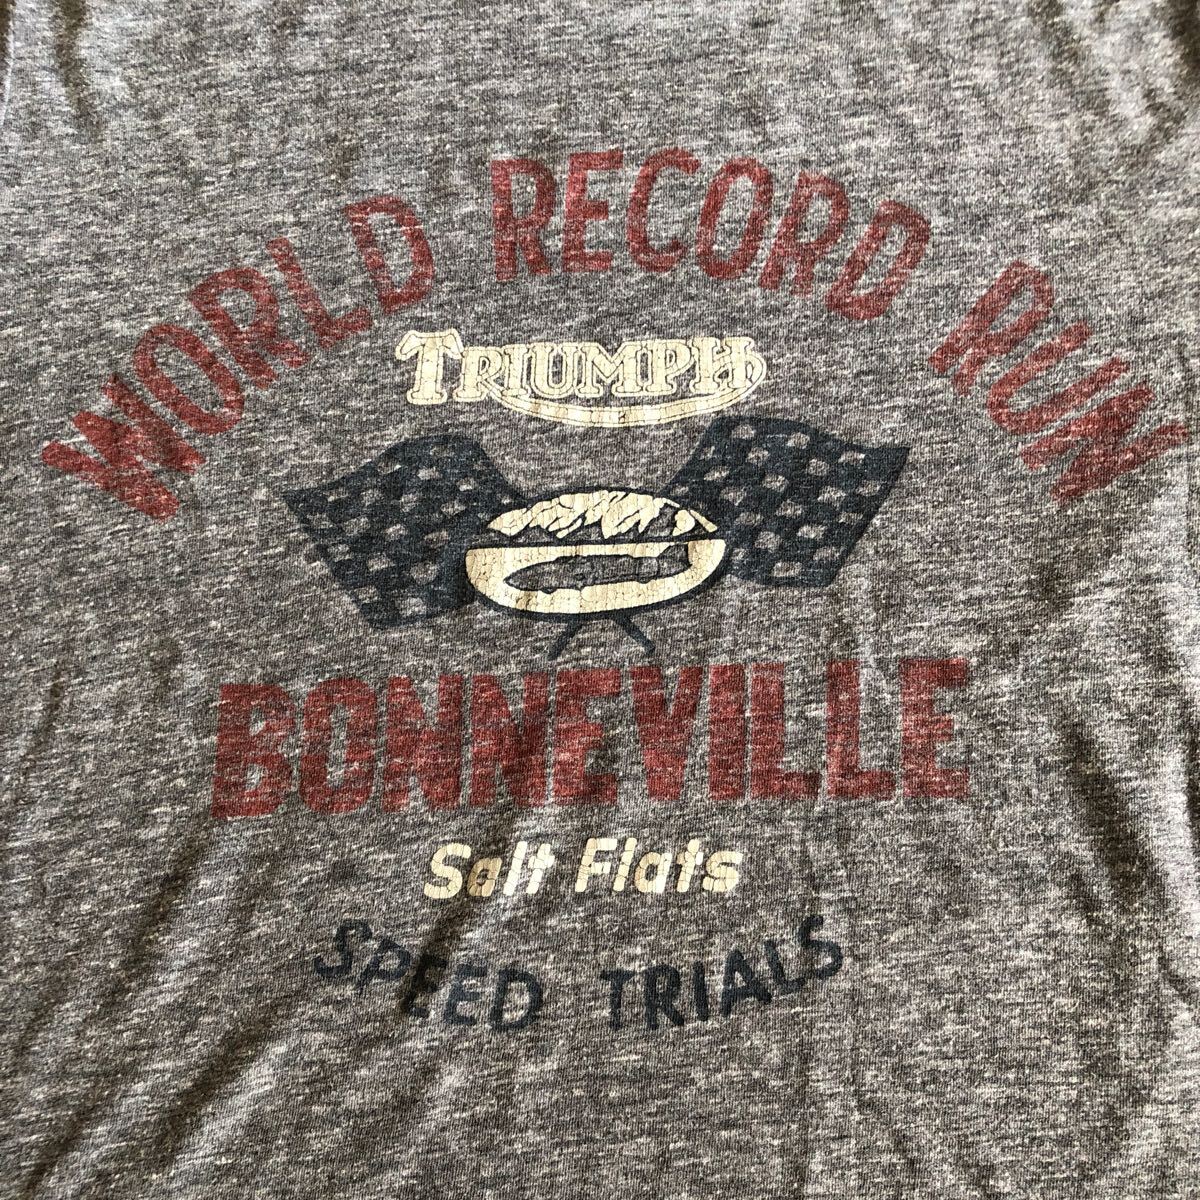 WORLD RECORD RUN
TRIUMPH
BONNEVILLE
Salt Flats
SPEED TRIALS